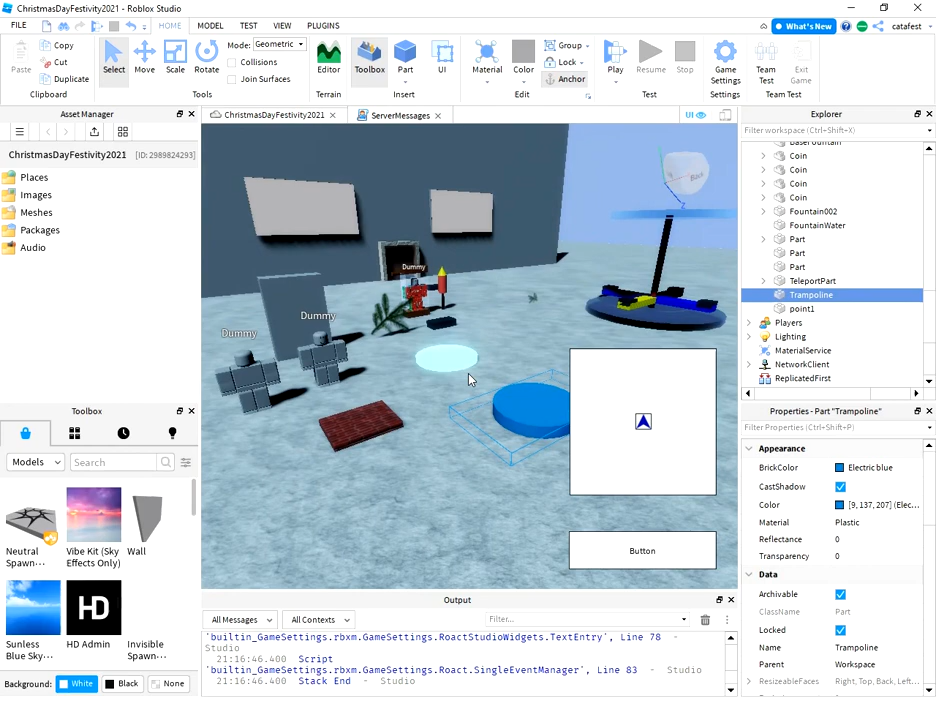 ChristmasDayFestivity2021 - Roblox Studio
FILE
HOME
MODEL
TEST
VIEW
PLUGINS
What's New
catafest
Paste
Copy
Cut
Duplicate
Clipboard
Select
Move
Scale
Rotate
Mode: Geometric
Collisions
Join Surfaces
Tools
Editor
Terrain
Toolbox
Part
UI
Insert
Material
Color
Group
Lock
Anchor
Edit
Play
Resume
Stop
Test
Game Settings
Settings
Team Test
Exit Game
Team Test
Asset Manager
ChristmasDayFestivity2021 [ID: 2989824293]
Places
Images
Meshes
Packages
Audio
Toolbox
Models
Search
Neutral Spawn...
Vibe Kit (Sky Effects Only)
Wall
Sunless Blue Sky...
HD
HD Admin
Invisible Spawn...
Background: White Black None
ChristmasDayFestivity2021
ServerMessages
UI
Back
Z
Dummy
Dummy
Dummy
Button
Output
All Messages
All Contexts
Filter...
'builtin_GameSettings.rbxm.GameSettings.RoactStudioWidgets.TextEntry', Line 78 -
Studio
21:16:46.400 Script
'builtin_GameSettings.rbxm.GameSettings.Roact.SingleEventManager', Line 83 - Studio
21:16:46.400 Stack End - Studio
Explorer
Filter workspace (Ctrl+Shift+X)
BaseFountain
Coin
Coin
Coin
Coin
Fountain002
FountainWater
Part
Part
Part
TeleportPart
Trampoline
point1
Players
Lighting
MaterialService
NetworkClient
ReplicatedFirst
Properties - Part "Trampoline"
Filter Properties (Ctrl+Shift+P)
Appearance
BrickColor Electric blue
CastShadow
Color [9, 137, 207] (Elec...
Material Plastic
Reflectance 0
Transparency 0
Data
Archivable
ClassName Part
Locked
Name Trampoline
Parent Workspace
ResizeableFaces Right, Top, Back, Left...